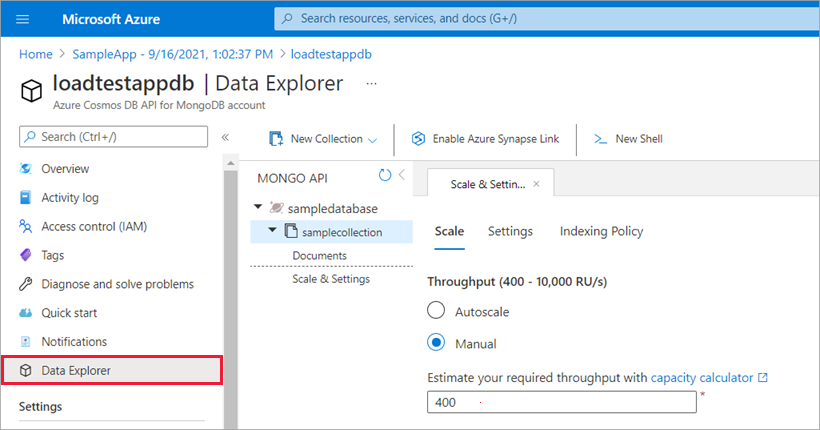 Microsoft Azure
Search resources, services, and docs (G+/)
Home > SampleApp - 9/16/2021, 1:02:37 PM > loadtestappdb
loadtestappdb | Data Explorer ...
Azure Cosmos DB API for MongoDB account
Search (Ctrl+/) «
Overview
Activity log
Access control (IAM)
Tags
Diagnose and solve problems
Quick start
Notifications
Data Explorer
Settings
New Collection
Enable Azure Synapse Link
New Shell
MONGO API
sampledatabase
samplecollection
Documents
Scale & Settings
Scale & Settin... ×
Scale Settings Indexing Policy
Throughput (400 - 10,000 RU/s)
Autoscale
Manual
Estimate your required throughput with capacity calculator
400 *